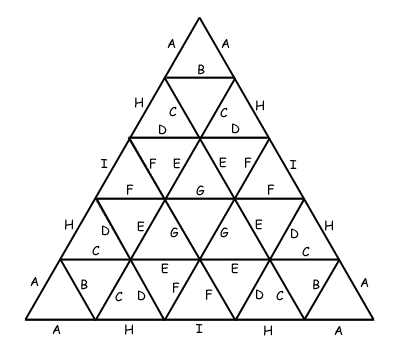 A A
B
H C C H
D D
I F E E F I
F G F
H D E G G E D H
C C
A B E E B A
C D F F D C
A H I H A